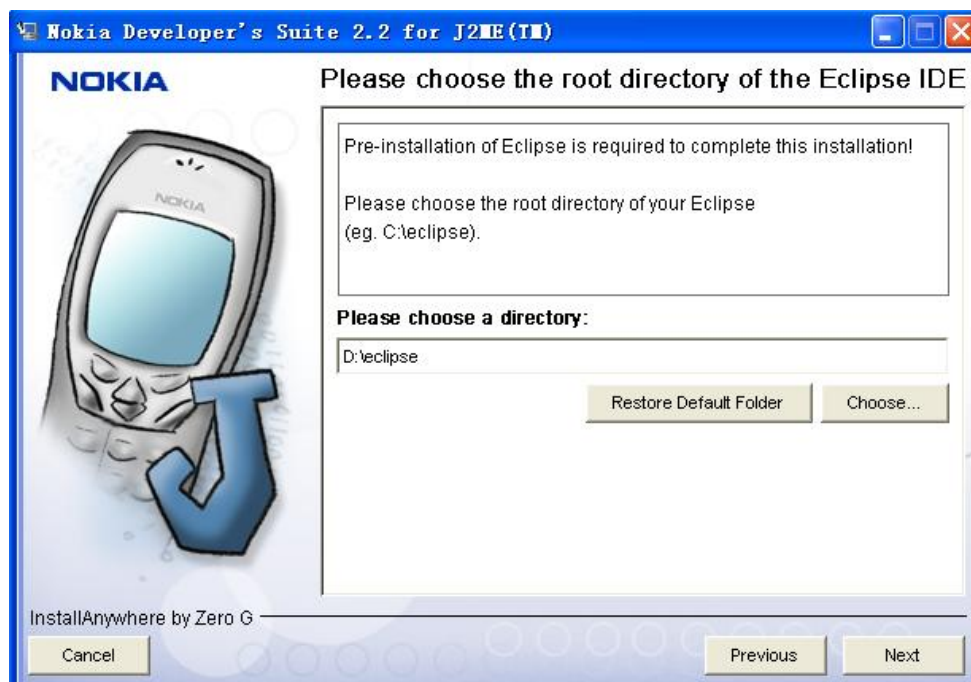 Nokia Developer's Suite 2.2 for J2ME(TM)
NOKIA
Please choose the root directory of the Eclipse IDE
NOKIA
Pre-installation of Eclipse is required to complete this installation!
Please choose the root directory of your Eclipse
(eg. C:\eclipse).
Please choose a directory:
D:\eclipse
Restore Default Folder
Choose...
InstallAnywhere by Zero G
Cancel
Previous
Next